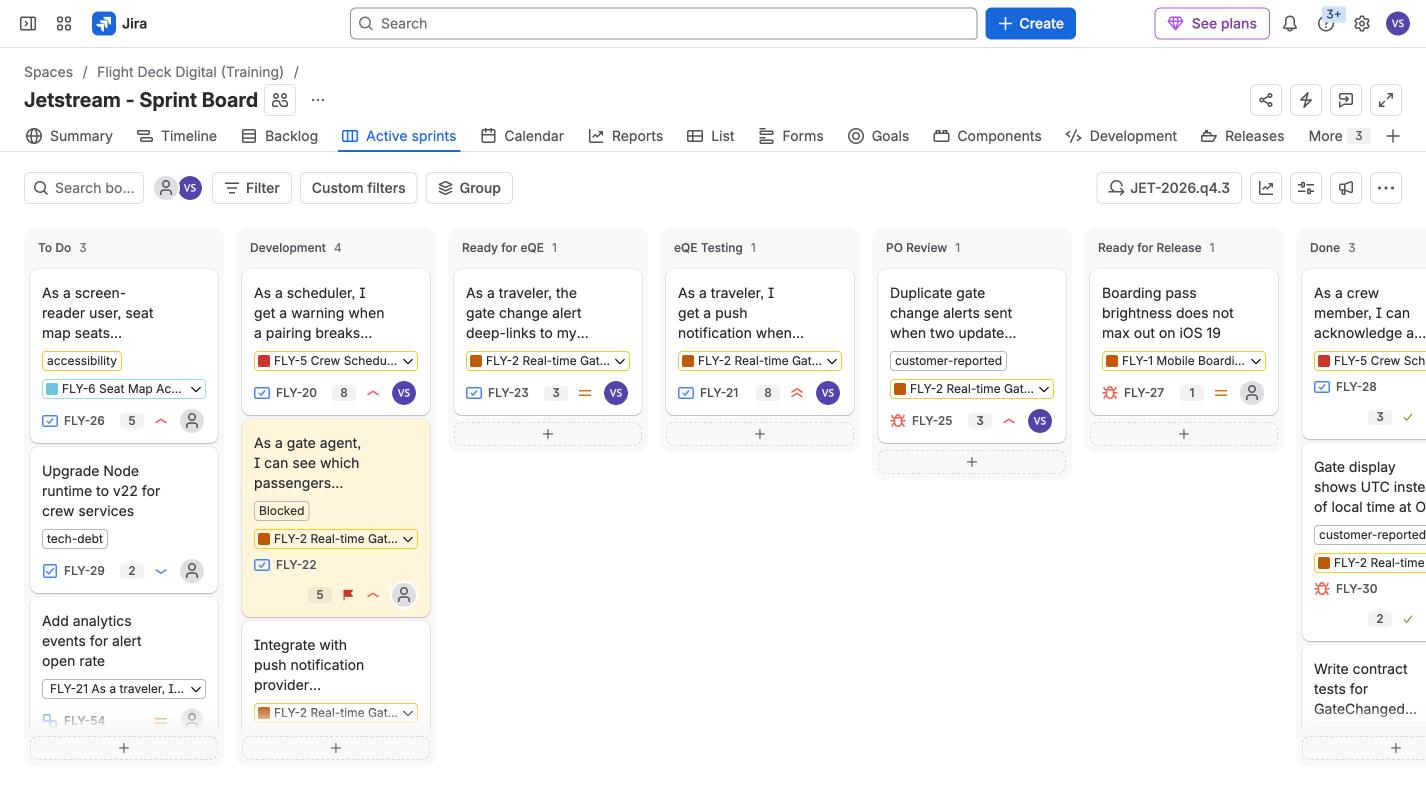 Jira
Search
Create
See plans
3+
VS
Spaces / Flight Deck Digital (Training) /
Jetstream - Sprint Board
Summary
Timeline
Backlog
Active sprints
Calendar
Reports
List
Forms
Goals
Components
Development
Releases
More 3
Search bo...
VS
Filter
Custom filters
Group
JET-2026.q4.3
To Do 3
As a screen-
reader user, seat
map seats...
accessibility
FLY-6 Seat Map Ac...
FLY-26 5
Upgrade Node
runtime to v22 for
crew services
tech-debt
FLY-29 2
Add analytics
events for alert
open rate
FLY-21 As a traveler, I...
FLY-54
Development 4
As a scheduler, I
get a warning when
a pairing breaks...
FLY-5 Crew Schedu...
FLY-20 8 VS
As a gate agent,
I can see which
passengers...
Blocked
FLY-2 Real-time Gat...
FLY-22
5
Integrate with
push notification
provider...
FLY-2 Real-time Gat...
Ready for eQE 1
As a traveler, the
gate change alert
deep-links to my...
FLY-2 Real-time Gat...
FLY-23 3 VS
eQE Testing 1
As a traveler, I
get a push
notification when...
FLY-2 Real-time Gat...
FLY-21 8 VS
PO Review 1
Duplicate gate
change alerts sent
when two update...
customer-reported
FLY-2 Real-time Gat...
FLY-25 3 VS
Ready for Release 1
Boarding pass
brightness does not
max out on iOS 19
FLY-1 Mobile Boardi...
FLY-27 1
Done 3
As a crew
member, I can
acknowledge a...
FLY-5 Crew Sch
FLY-28
3
Gate display
shows UTC inste
of local time at O
customer-reported
FLY-2 Real-time
FLY-30
2
Write contract
tests for
GateChanged...